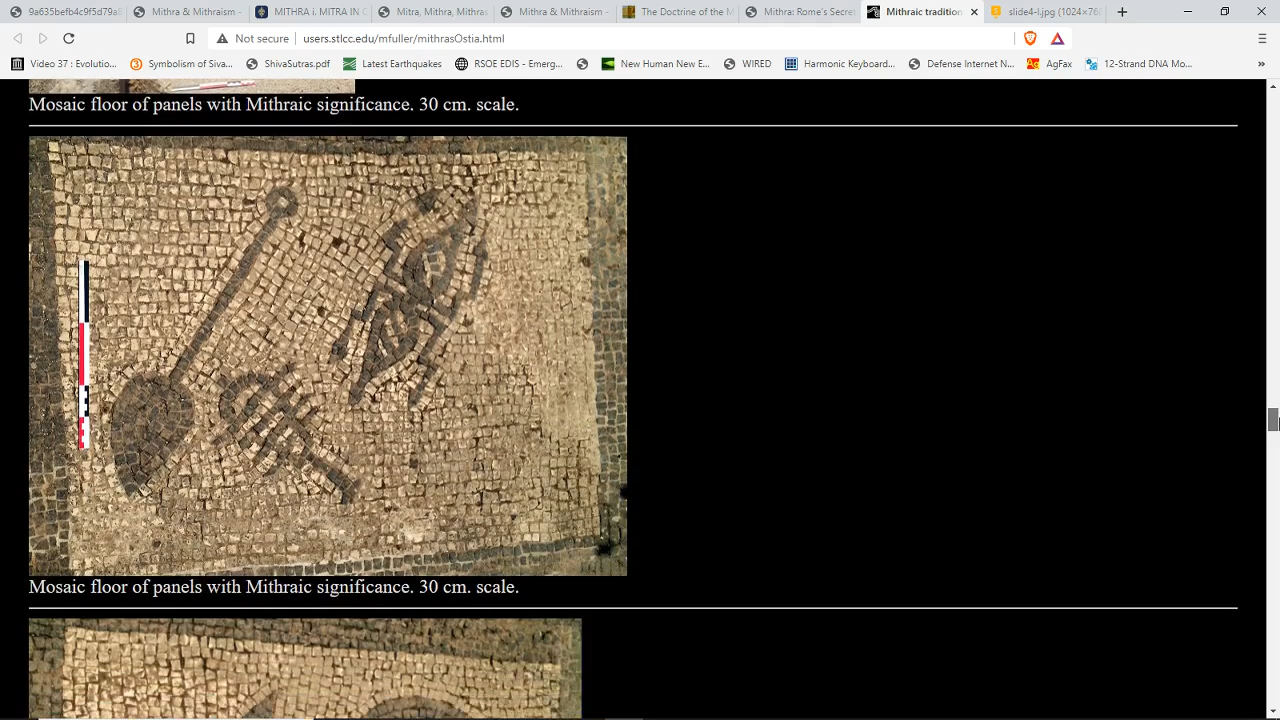 9a635befb4c9f5d79a8
Mithra & Mithraism -
MITHRA i. MITRA IN O
Mitra, Mithra, Mithras
Mithra & Mithraism -
The Doctrine of the M
Mithra: Rome's Secret
Mithraic tradition
slide4-l.jpg (1024×768
Not secure
users.stlcc.edu/mfuller/mithrasOstia.html
Video 37 : Evolutio...
Symbolism of Siva...
ShivaSutras.pdf
Latest Earthquakes
RSOE EDIS - Emerg...
New Human New E...
WIRED
Harmonic Keyboard...
Defense Internet N...
AgFax
12-Strand DNA Mo...
Mosaic floor of panels with Mithraic significance. 30 cm. scale.
Mosaic floor of panels with Mithraic significance. 30 cm. scale.